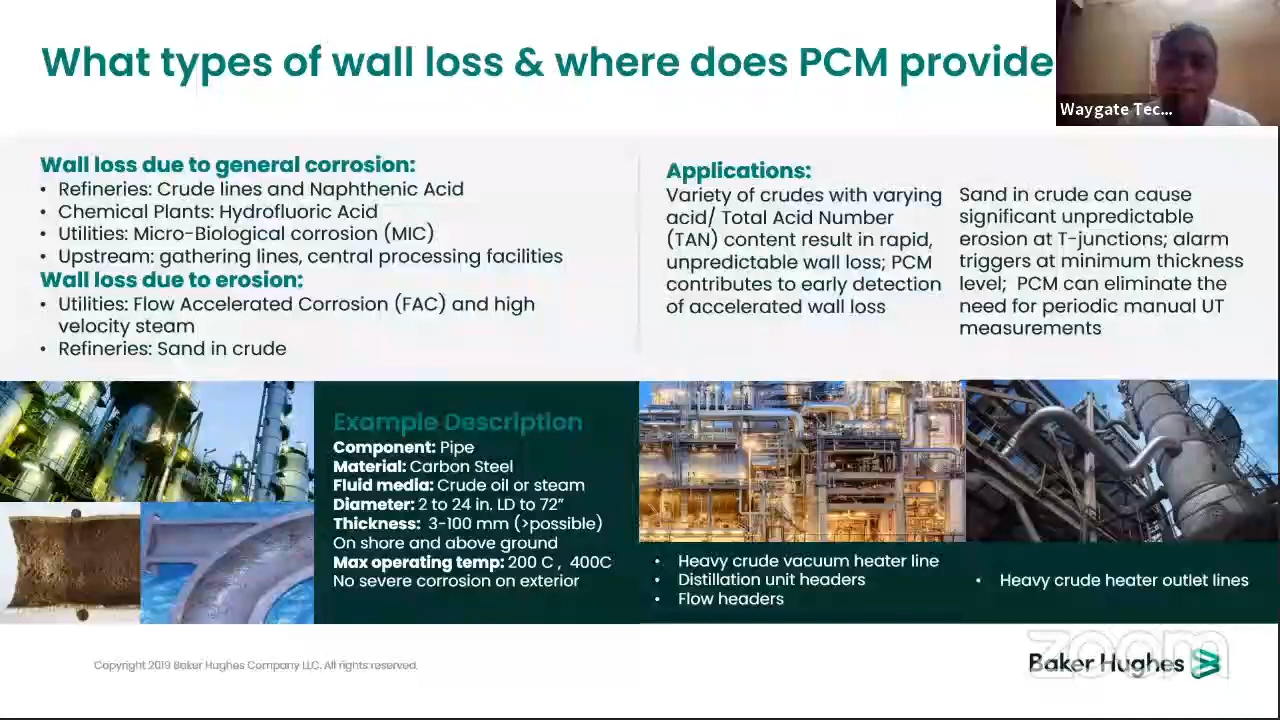 What types of wall loss & where does PCM provide
Waygate Tec...
Wall loss due to general corrosion:
• Refineries: Crude lines and Naphthenic Acid
• Chemical Plants: Hydrofluoric Acid
• Utilities: Micro-Biological corrosion (MIC)
• Upstream: gathering lines, central processing facilities
Wall loss due to erosion:
• Utilities: Flow Accelerated Corrosion (FAC) and high
velocity steam
• Refineries: Sand in crude
Applications:
Variety of crudes with varying
acid/ Total Acid Number
(TAN) content result in rapid,
unpredictable wall loss; PCM
contributes to early detection
of accelerated wall loss
Sand in crude can cause
significant unpredictable
erosion at T-junctions; alarm
triggers at minimum thickness
level; PCM can eliminate the
need for periodic manual UT
measurements
Example Description
Component: Pipe
Material: Carbon Steel
Fluid media: Crude oil or steam
Diameter: 2 to 24 in. LD to 72”
Thickness: 3-100 mm (>possible)
On shore and above ground
Max operating temp: 200 C , 400C
No severe corrosion on exterior
• Heavy crude vacuum heater line
• Distillation unit headers
• Flow headers
• Heavy crude heater outlet lines
Copyright 2019 Baker Hughes Company LLC. All rights reserved.
zoom
Baker Hughes